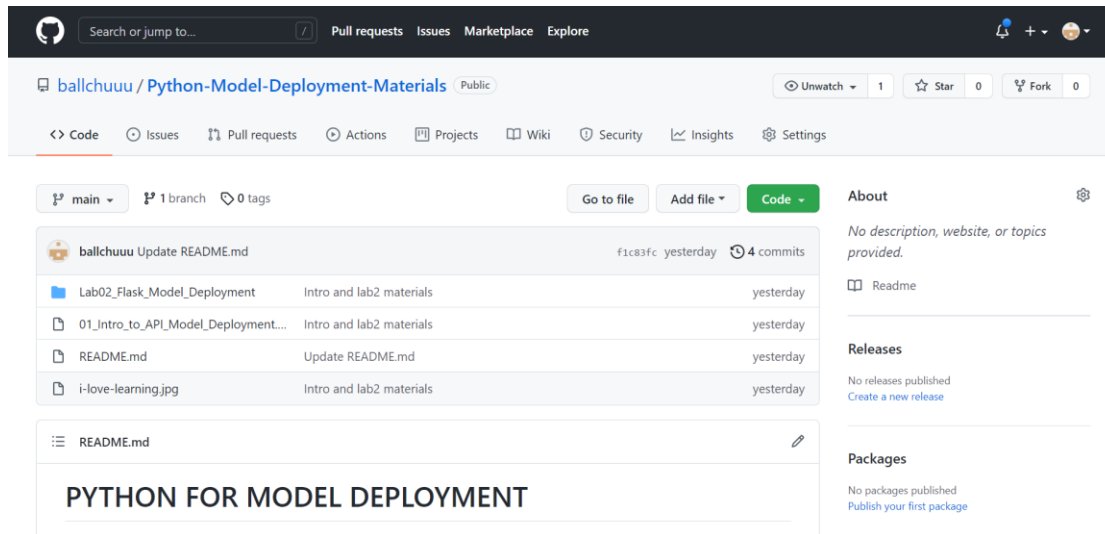 Search or jump to... / Pull requests Issues Marketplace Explore
ballchuuu / Python-Model-Deployment-Materials Public
Unwatch 1 Star 0 Fork 0
Code Issues Pull requests Actions Projects Wiki Security Insights Settings
main 1 branch 0 tags Go to file Add file Code
ballchuuu Update README.md f1c83fc yesterday 4 commits
Lab02_Flask_Model_Deployment Intro and lab2 materials yesterday
01_Intro_to_API_Model_Deployment.... Intro and lab2 materials yesterday
README.md Update README.md yesterday
i-love-learning.jpg Intro and lab2 materials yesterday
README.md
PYTHON FOR MODEL DEPLOYMENT
About
No description, website, or topics
provided.
Readme
Releases
No releases published
Create a new release
Packages
No packages published
Publish your first package